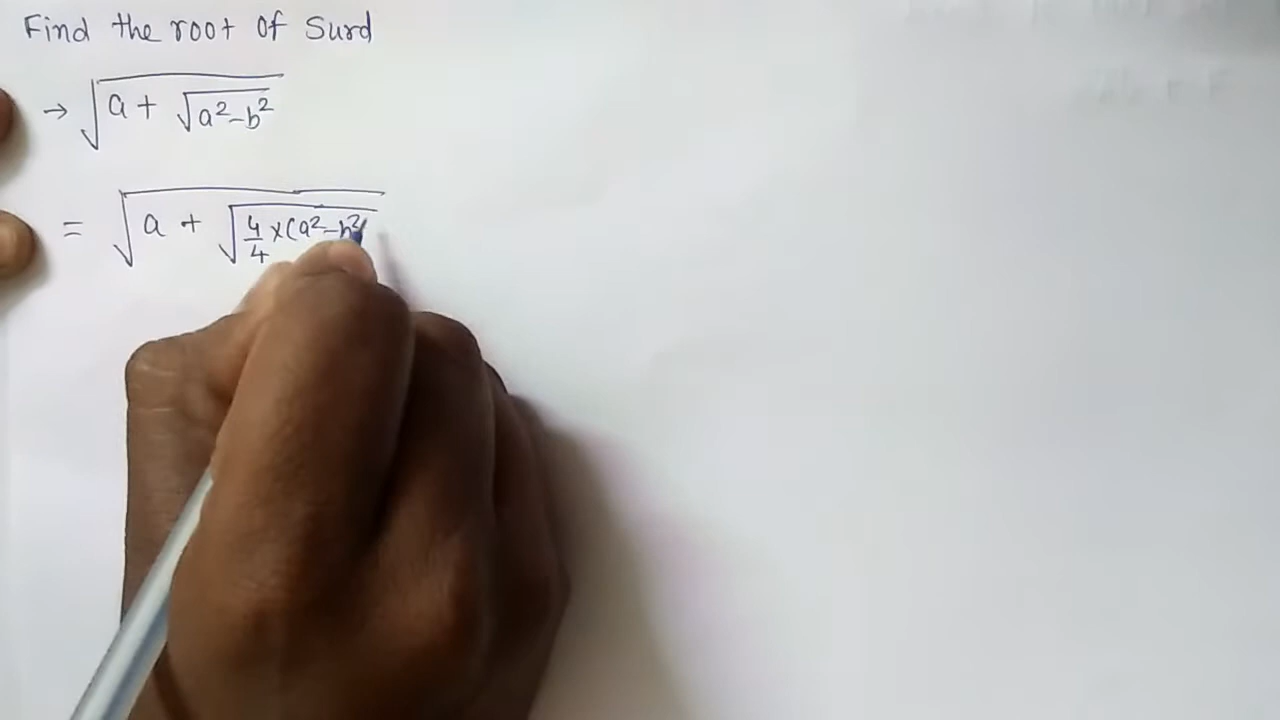 Find the root of Surd
→ √(a + √(a²-b²))
= √(a + √(4/4 × (a²-b²